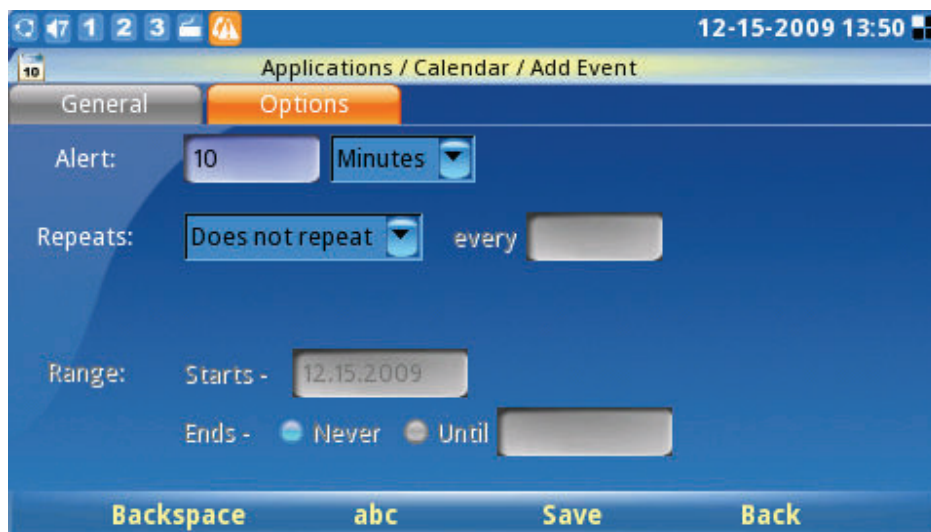 47 1 2 3 12-15-2009 13:50
10 Applications / Calendar / Add Event
General Options
Alert: 10 Minutes
Repeats: Does not repeat every
Range: Starts - 12.15.2009
Ends - Never Until
Backspace abc Save Back